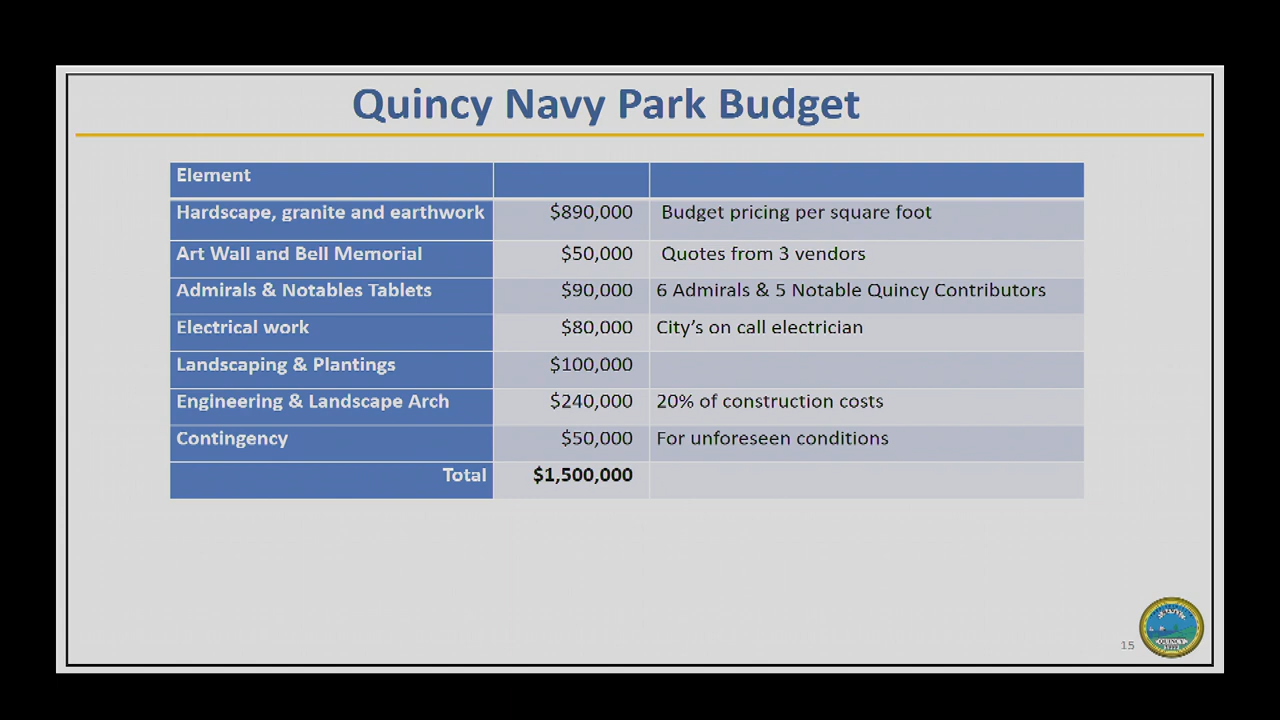 Quincy Navy Park Budget
Element
Hardscape, granite and earthwork $890,000 Budget pricing per square foot
Art Wall and Bell Memorial $50,000 Quotes from 3 vendors
Admirals & Notables Tablets $90,000 6 Admirals & 5 Notable Quincy Contributors
Electrical work $80,000 City's on call electrician
Landscaping & Plantings $100,000
Engineering & Landscape Arch $240,000 20% of construction costs
Contingency $50,000 For unforeseen conditions
Total $1,500,000
15
QUINCY